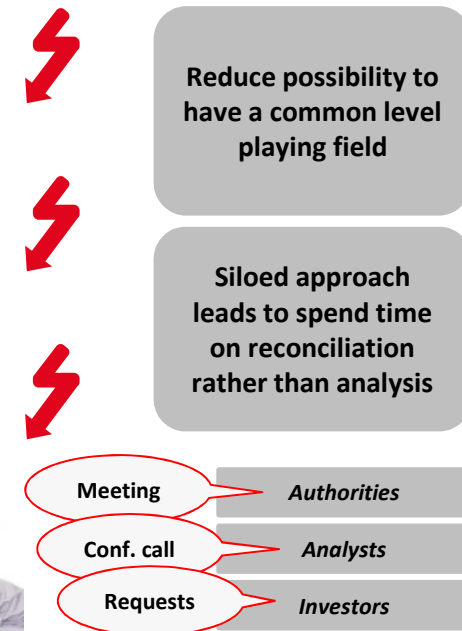 Reduce possibility to
have a common level
playing field
Siloed approach
leads to spend time
on reconciliation
rather than analysis
Meeting
Authorities
Conf. call
Analysts
Requests
Investors